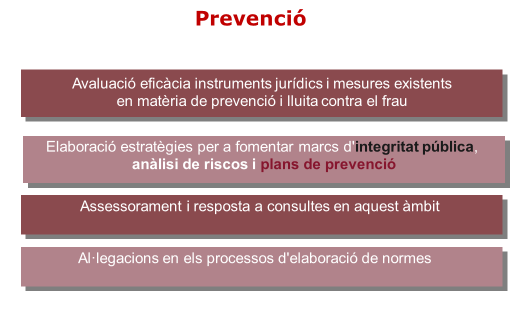 Prevenció
Avaluació eficàcia instruments jurídics i mesures existents
en matèria de prevenció i lluita contra el frau
Elaboració estratègies per a fomentar marcs d'integritat pública,
anàlisi de riscos i plans de prevenció
Assessorament i resposta a consultes en aquest àmbit
Al·legacions en els processos d'elaboració de normes